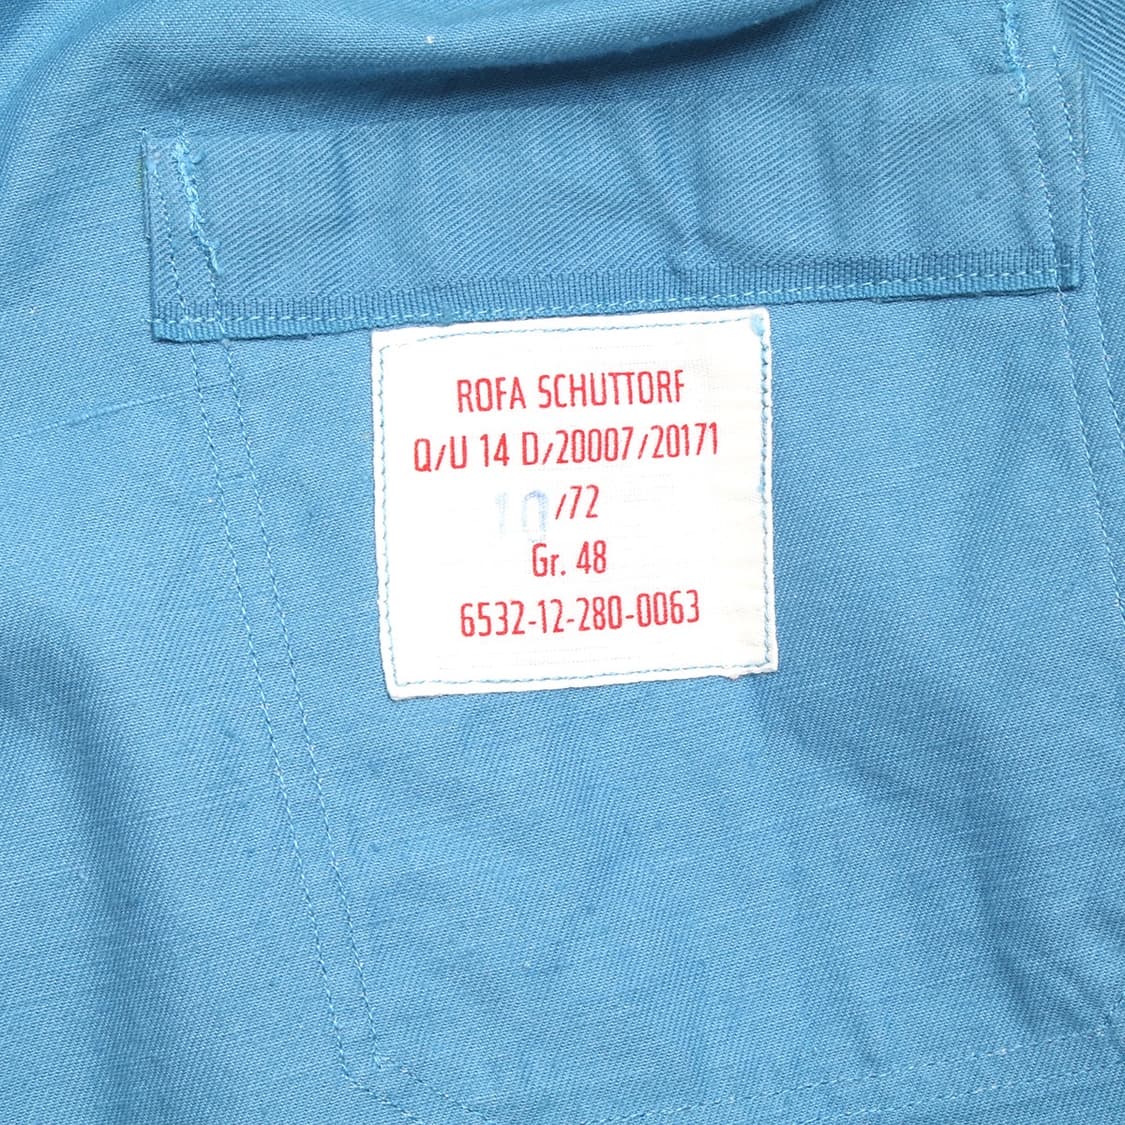 ROFA SCHUTTORF
Q/U 14 D/20007/20171
10/72
Gr. 48
6532-12-280-0063